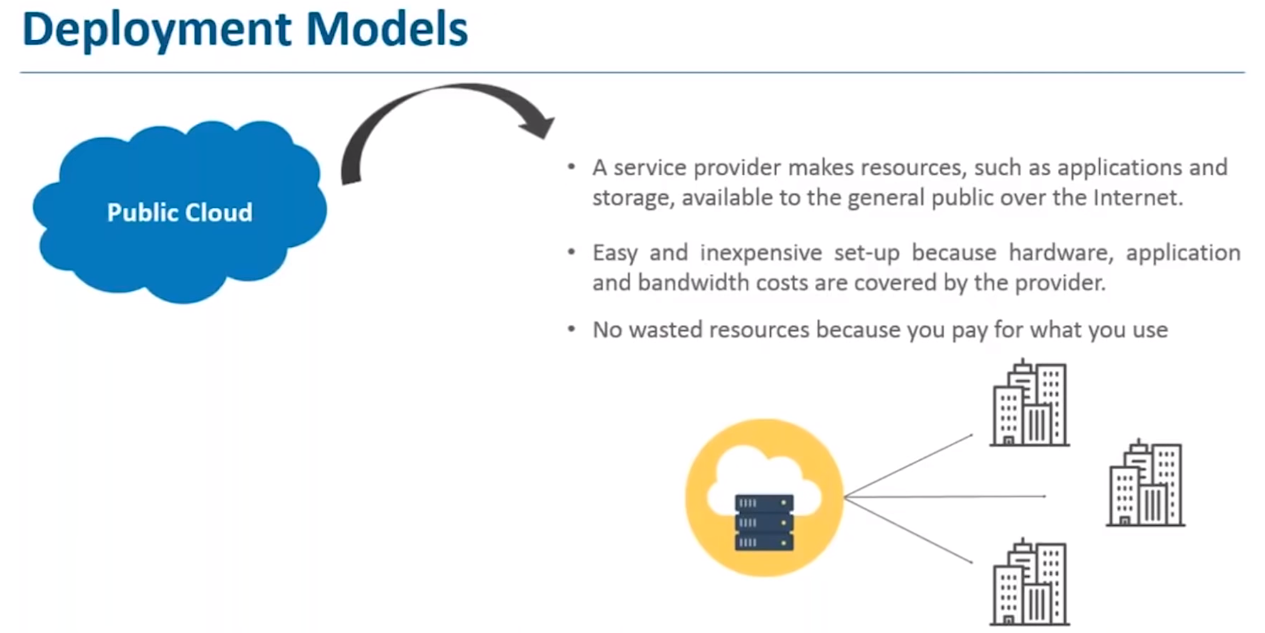 Deployment Models
Public Cloud
• A service provider makes resources, such as applications and
storage, available to the general public over the Internet.
• Easy and inexpensive set-up because hardware, application
and bandwidth costs are covered by the provider.
• No wasted resources because you pay for what you use